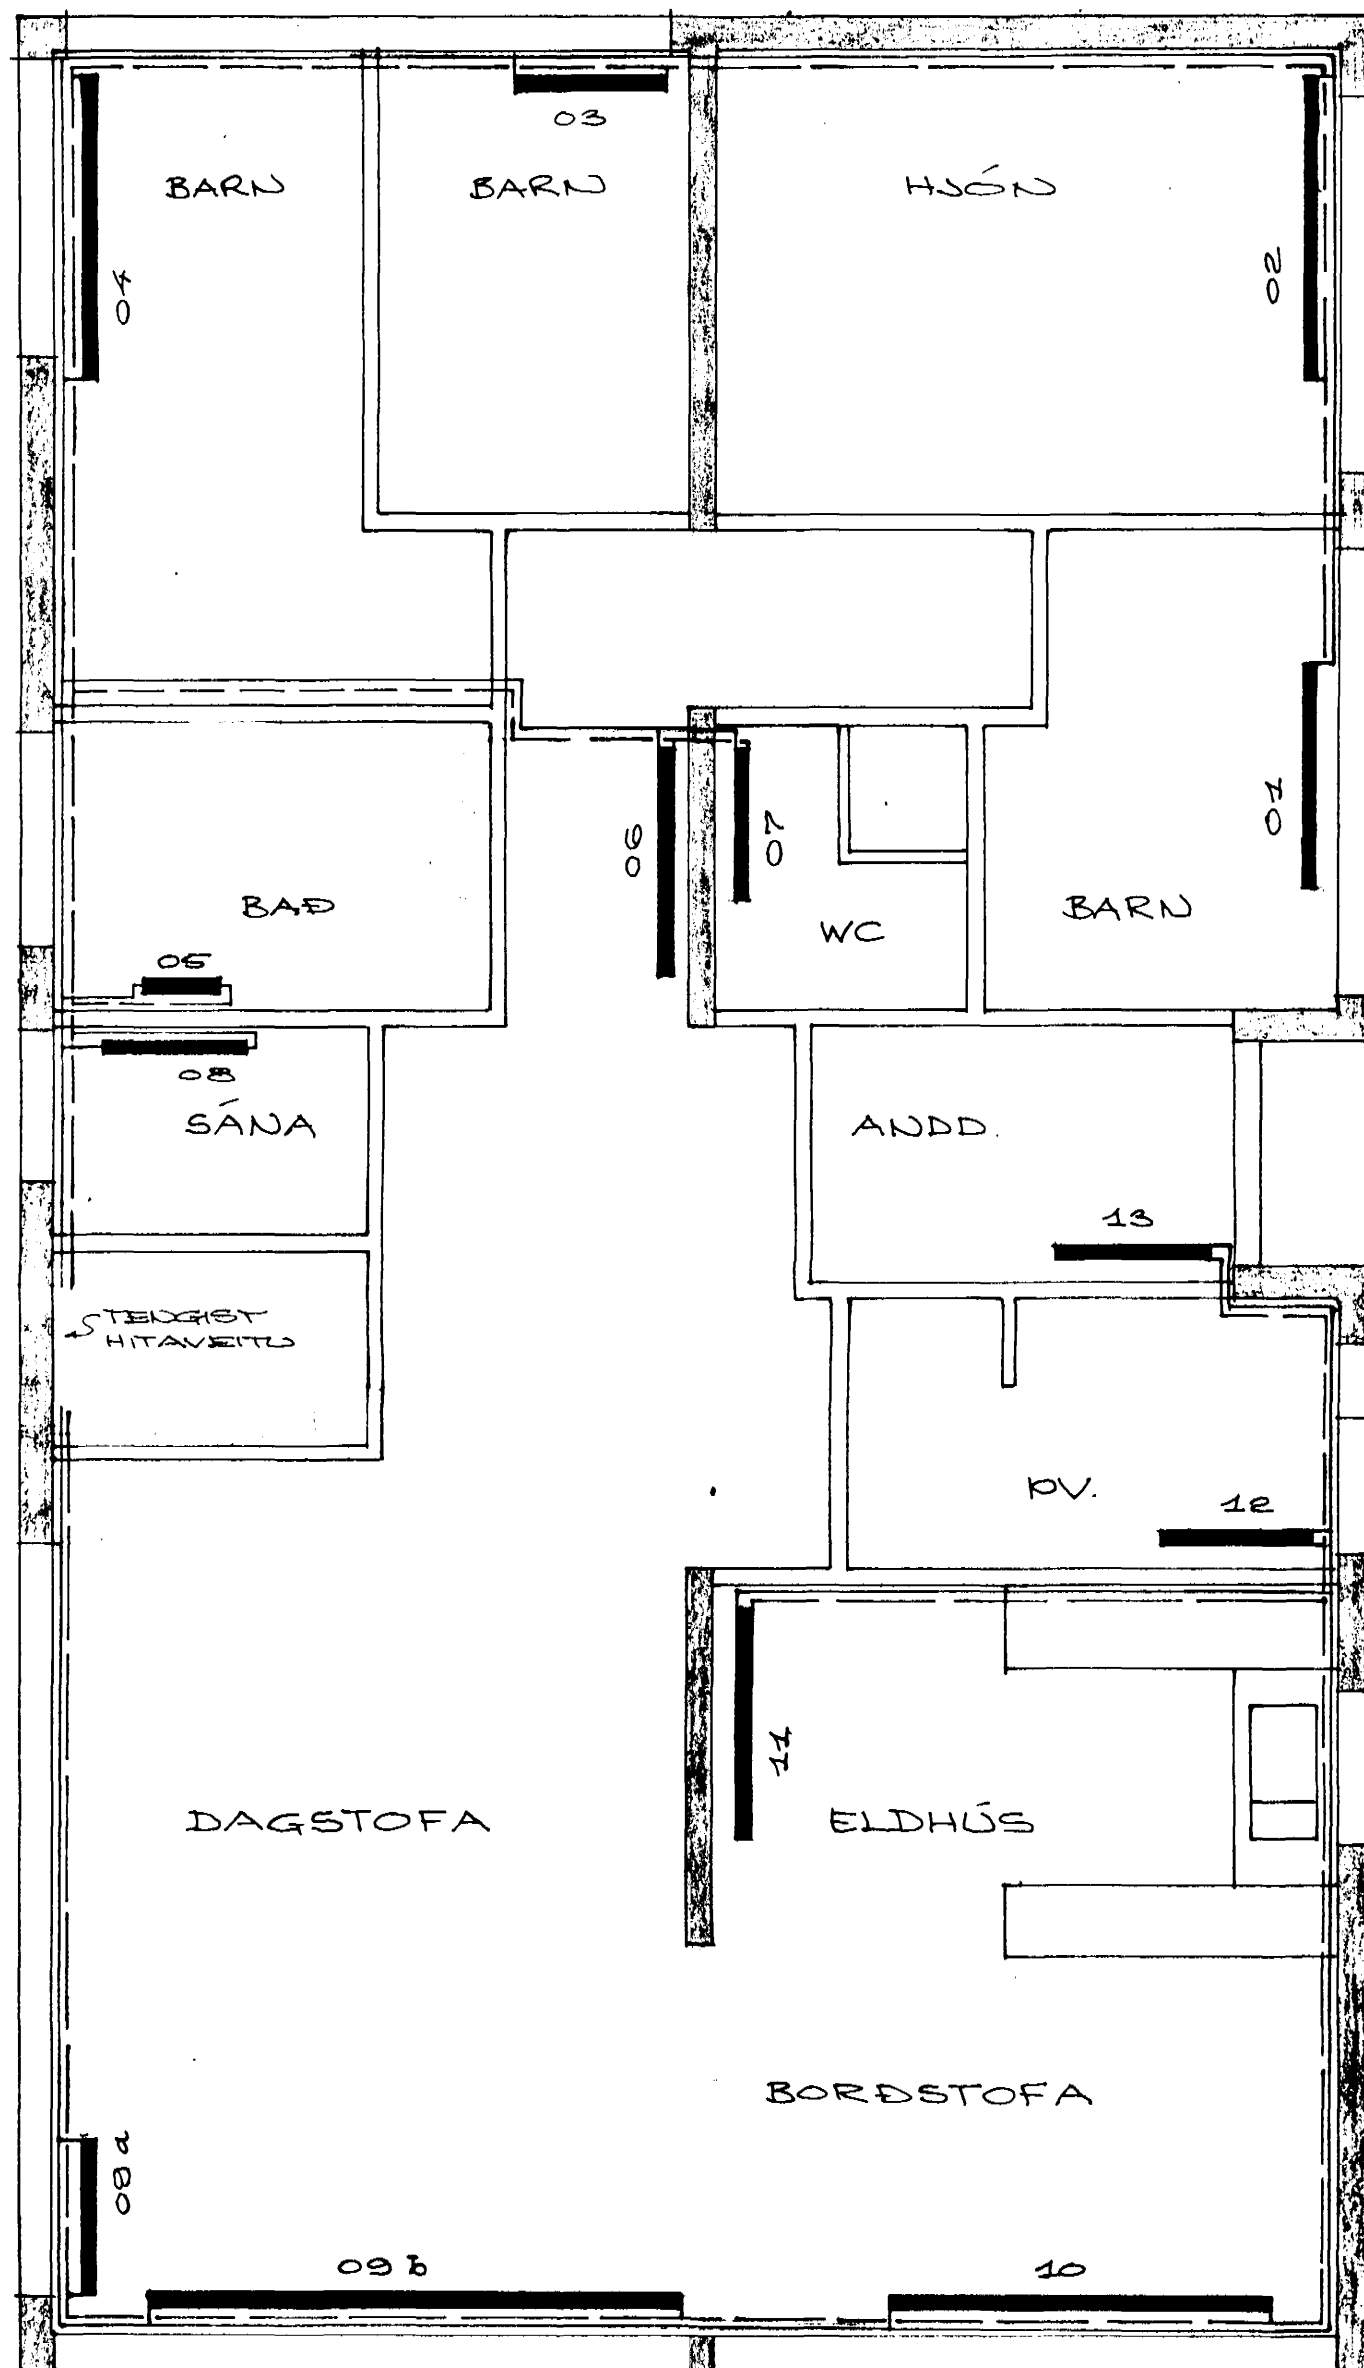 03
BARN
BARN
HJÓN
04
02
06
07
01
BAÐ
WC
BARN
05
08
SÁNA
ANDD.
13
TENGIST
HITAVEITU
ÞV.
12
11
DAGSTOFA
ELDHÚS
BORÐSTOFA
09a
09b
10